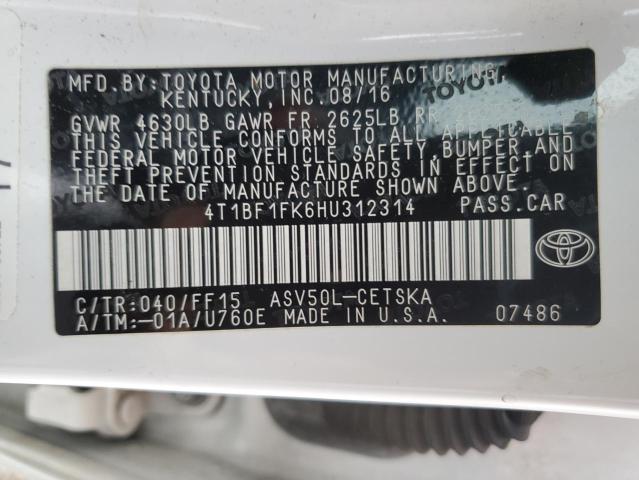 MFD. BY: TOYOTA MOTOR MANUFACTURING,
KENTUCKY, INC. 08/16
GVWR 4630LB GAWR FR. 2625LB RR.
THIS VEHICLE CONFORMS TO ALL APPLICABLE
FEDERAL MOTOR VEHICLE SAFETY, BUMPER AND
THEFT PREVENTION STANDARDS IN EFFECT
ON THE DATE OF MANUFACTURE SHOWN ABOVE.
4T1BF1FK6HU312314 PASS.CAR
C/TR:040/FF15 ASV50L-CETSKA
A/TM:-01A/U760E MADE IN U.S.A. 07486